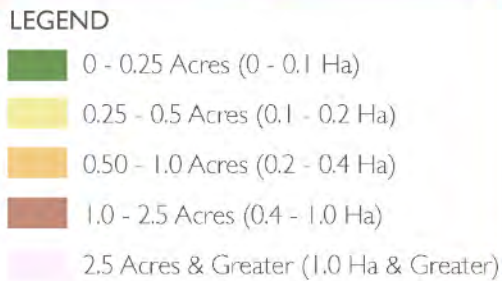 LEGEND
0 - 0.25 Acres (0 - 0.1 Ha)
0.25 - 0.5 Acres (0.1 - 0.2 Ha)
0.50 - 1.0 Acres (0.2 - 0.4 Ha)
1.0 - 2.5 Acres (0.4 - 1.0 Ha)
2.5 Acres & Greater (1.0 Ha & Greater)